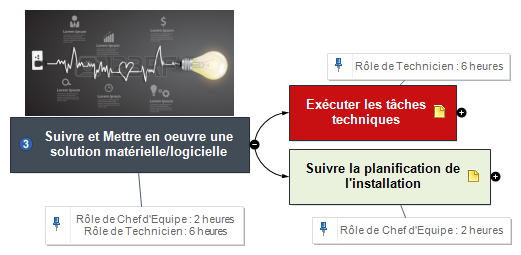 Rôle de Technicien : 6 heures
Exécuter les tâches
techniques
3
Suivre et Mettre en oeuvre une
solution matérielle/logicielle
Suivre la planification de
l'installation
Rôle de Chef d'Equipe : 2 heures
Rôle de Technicien : 6 heures
Rôle de Chef d'Equipe : 2 heures